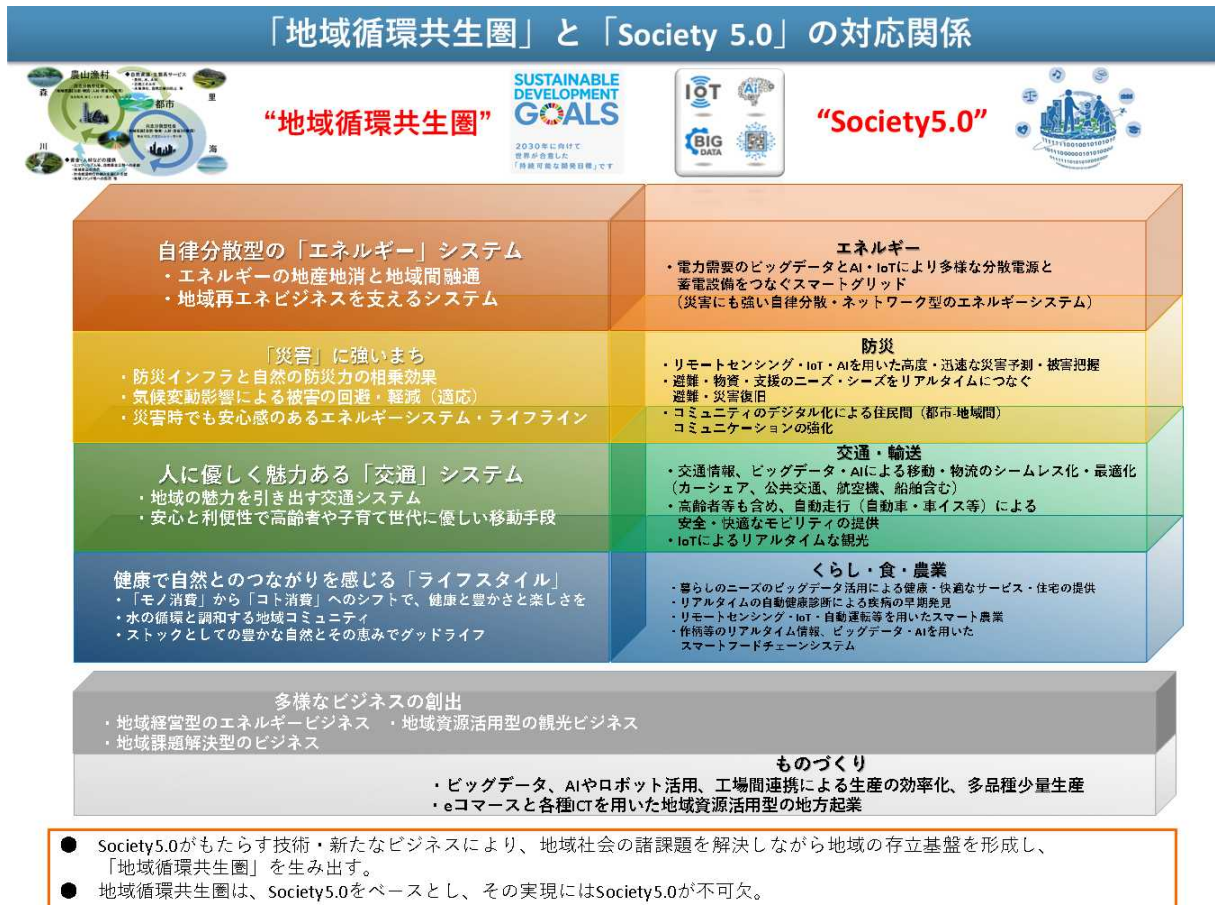 「地域循環共生圏」と「Society 5.0」の対応関係
農山漁村
森
里
都市
川
海
“地域循環共生圏”
SUSTAINABLE
DEVELOPMENT
GOALS
2030年に向けて
世界が合意した
「持続可能な開発目標」です
IoT
AI
BIG
DATA
“Society5.0”
自律分散型の「エネルギー」システム
・エネルギーの地産地消と地域間融通
・地域再エネビジネスを支えるシステム
エネルギー
・電力需要のビッグデータとAI・IoTにより多様な分散電源と
蓄電設備をつなぐスマートグリッド
（災害にも強い自律分散・ネットワーク型のエネルギーシステム）
「災害」に強いまち
・防災インフラと自然の防災力の相乗効果
・気候変動影響による被害の回避・軽減（適応）
・災害時でも安心感のあるエネルギーシステム・ライフライン
防災
・リモートセンシング・IoT・AIを用いた高度・迅速な災害予測・被害把握
・避難・物資・支援のニーズ・シーズをリアルタイムにつなぐ
避難・災害復旧
・コミュニティのデジタル化による住民間（都市-地域間）
コミュニケーションの強化
人に優しく魅力ある「交通」システム
・地域の魅力を引き出す交通システム
・安心と利便性で高齢者や子育て世代に優しい移動手段
交通・輸送
・交通情報、ビッグデータ・AIによる移動・物流のシームレス化・最適化
（カーシェア、公共交通、航空機、船舶含む）
・高齢者等も含め、自動走行（自動車・車イス等）による
安全・快適なモビリティの提供
・IoTによるリアルタイムな観光
健康で自然とのつながりを感じる「ライフスタイル」
・「モノ消費」から「コト消費」へのシフトで、健康と豊かさと楽しさを
・水の循環と調和する地域コミュニティ
・ストックとしての豊かな自然とその恵みでグッドライフ
くらし・食・農業
・暮らしのニーズのビッグデータ活用による健康・快適なサービス・住宅の提供
・リアルタイムの自動健康診断による疾病の早期発見
・リモートセンシング・IoT・自動運転等を用いたスマート農業
・作柄等のリアルタイム情報、ビッグデータ・AIを用いた
スマートフードチェーンシステム
多様なビジネスの創出
・地域経営型のエネルギービジネス ・地域資源活用型の観光ビジネス
・地域課題解決型のビジネス
ものづくり
・ビッグデータ、AIやロボット活用、工場間連携による生産の効率化、多品種少量生産
・eコマースと各種ICTを用いた地域資源活用型の地方起業
● Society5.0がもたらす技術・新たなビジネスにより、地域社会の諸課題を解決しながら地域の存立基盤を形成し、
「地域循環共生圏」を生み出す。
● 地域循環共生圏は、Society5.0をベースとし、その実現にはSociety5.0が不可欠。